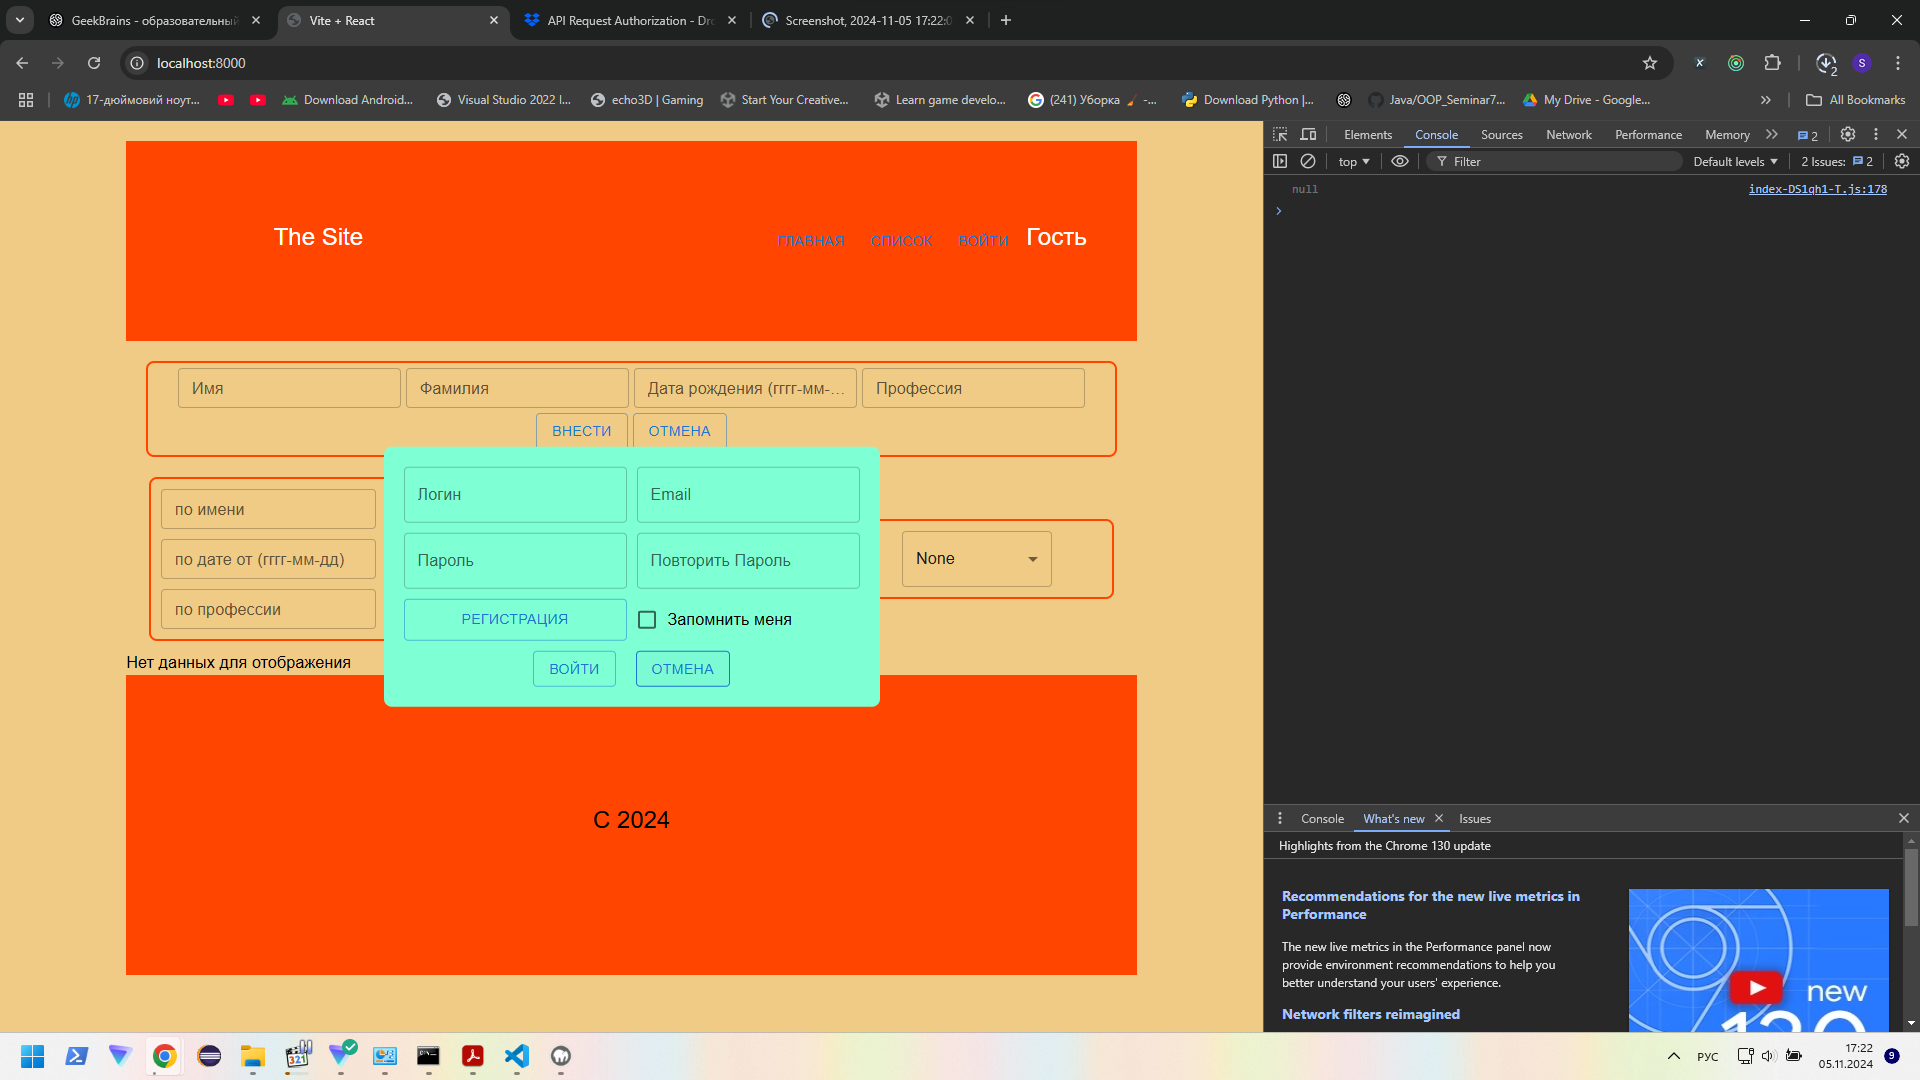 GeekBrains - образовательный
Vite + React
API Request Authorization - Dr
Screenshot, 2024-11-05 17:22:0
localhost:8000
S
2
17-дюймовий ноут...
Download Android...
Visual Studio 2022 I...
echo3D | Gaming
Start Your Creative...
Learn game develo...
(241) Уборка 🧹 -...
Download Python |...
Java/OOP_Seminar7...
My Drive - Google...
All Bookmarks
Elements
Console
Sources
Network
Performance
Memory
2
top
Filter
Default levels
2 Issues:
2
null
index-DS1qh1-T.js:178
The Site
ГЛАВНАЯ
СПИСОК
ВОЙТИ
Гость
Имя
Фамилия
Дата рождения (гггг-мм-...
Профессия
ВНЕСТИ
ОТМЕНА
по имени
по дате от (гггг-мм-дд)
по профессии
Логин
Email
Пароль
Повторить Пароль
РЕГИСТРАЦИЯ
Запомнить меня
ВОЙТИ
ОТМЕНА
None
Нет данных для отображения
C 2024
Console
What's new
Issues
Highlights from the Chrome 130 update
Recommendations for the new live metrics in
Performance
The new live metrics in the Performance panel now
provide environment recommendations to help you
better understand your users' experience.
Network filters reimagined
new
130
321
РУС
17:22
05.11.2024
9